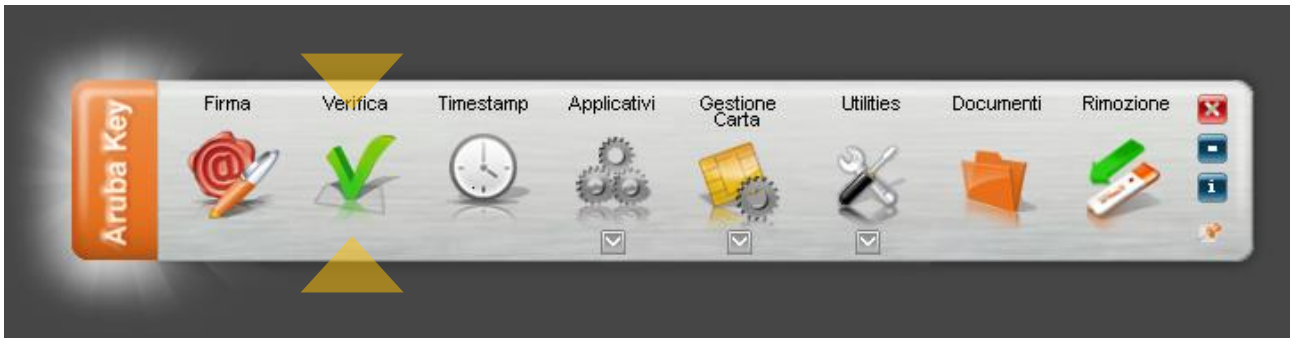 Aruba Key
Firma
Verifica
Timestamp
Applicativi
Gestione
Carta
Utilities
Documenti
Rimozione
@
i